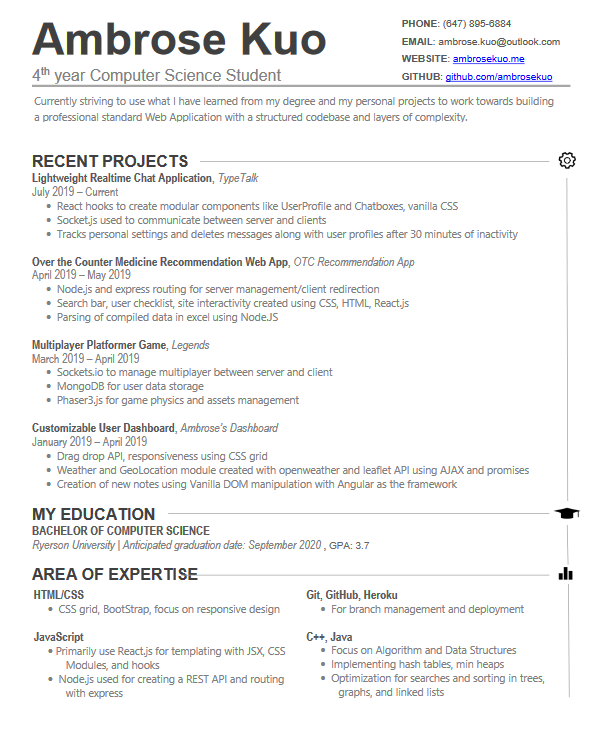 Ambrose Kuo
4th year Computer Science Student
PHONE: (647) 895-6884
EMAIL: ambrose.kuo@outlook.com
WEBSITE: ambrosekuo.me
GITHUB: github.com/ambrosekuo
Currently striving to use what I have learned from my degree and my personal projects to work towards building
a professional standard Web Application with a structured codebase and layers of complexity.
RECENT PROJECTS
Lightweight Realtime Chat Application, TypeTalk
July 2019 – Current
• React hooks to create modular components like UserProfile and Chatboxes, vanilla CSS
• Socket.js used to communicate between server and clients
• Tracks personal settings and deletes messages along with user profiles after 30 minutes of inactivity
Over the Counter Medicine Recommendation Web App, OTC Recommendation App
April 2019 – May 2019
• Node.js and express routing for server management/client redirection
• Search bar, user checklist, site interactivity created using CSS, HTML, React.js
• Parsing of compiled data in excel using NodeJS
Multiplayer Platformer Game, Legends
March 2019 – April 2019
• Sockets.io to manage multiplayer between server and client
• MongoDB for user data storage
• Phaser3.js for game physics and assets management
Customizable User Dashboard, Ambrose's Dashboard
January 2019 – April 2019
• Drag drop API, responsiveness using CSS grid
• Weather and GeoLocation module created with openweather and leaflet API using AJAX and promises
• Creation of new notes using Vanilla DOM manipulation with Angular as the framework
MY EDUCATION
BACHELOR OF COMPUTER SCIENCE
Ryerson University | Anticipated graduation date: September 2020 , GPA: 3.7
AREA OF EXPERTISE
HTML/CSS
• CSS grid, BootStrap, focus on responsive design
JavaScript
• Primarily use React.js for templating with JSX, CSS
Modules, and hooks
• Node.js used for creating a REST API and routing
with express
Git, GitHub, Heroku
• For branch management and deployment
C++, Java
• Focus on Algorithm and Data Structures
• Implementing hash tables, min heaps
• Optimization for searches and sorting in trees,
graphs, and linked lists